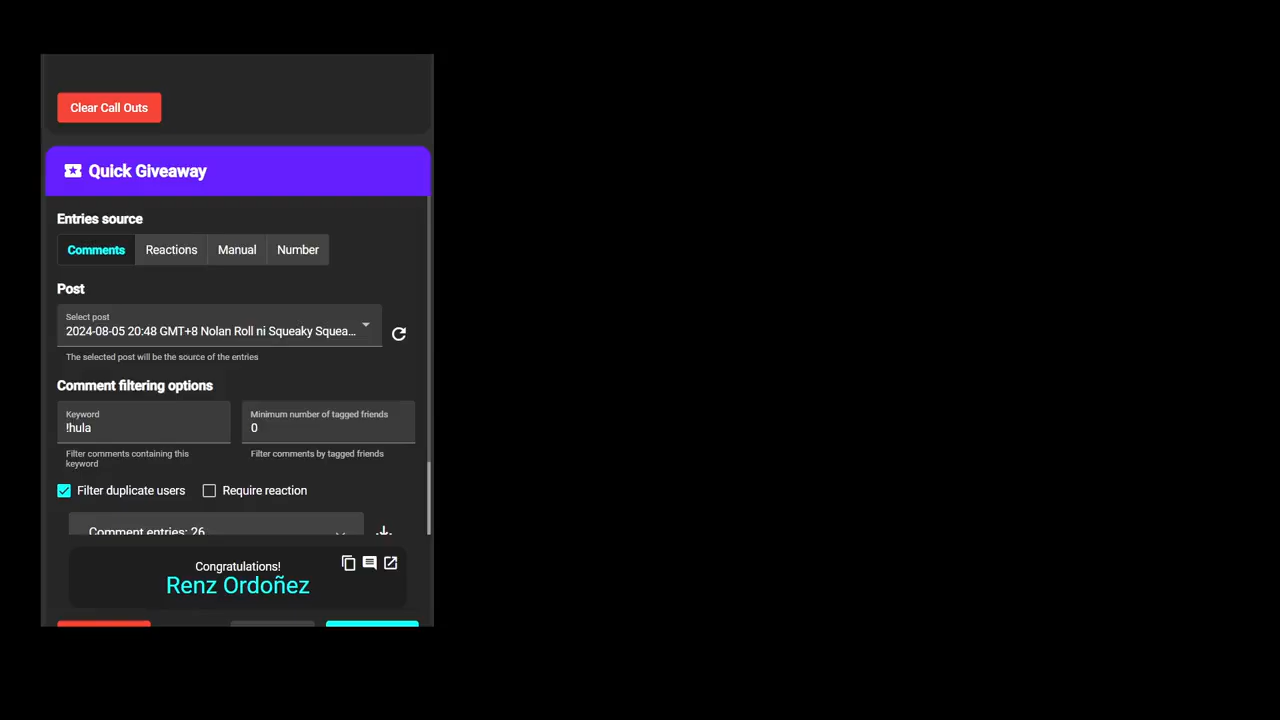 Clear Call Outs
Quick Giveaway
Entries source
Comments Reactions Manual Number
Post
Select post
2024-08-05 20:48 GMT+8 Nolan Roll ni Squeaky Squea...
The selected post will be the source of the entries
Comment filtering options
Keyword
!hula
Filter comments containing this
keyword
Minimum number of tagged friends
0
Filter comments by tagged friends
Filter duplicate users Require reaction
Comment entries: 26
Congratulations!
Renz Ordoñez